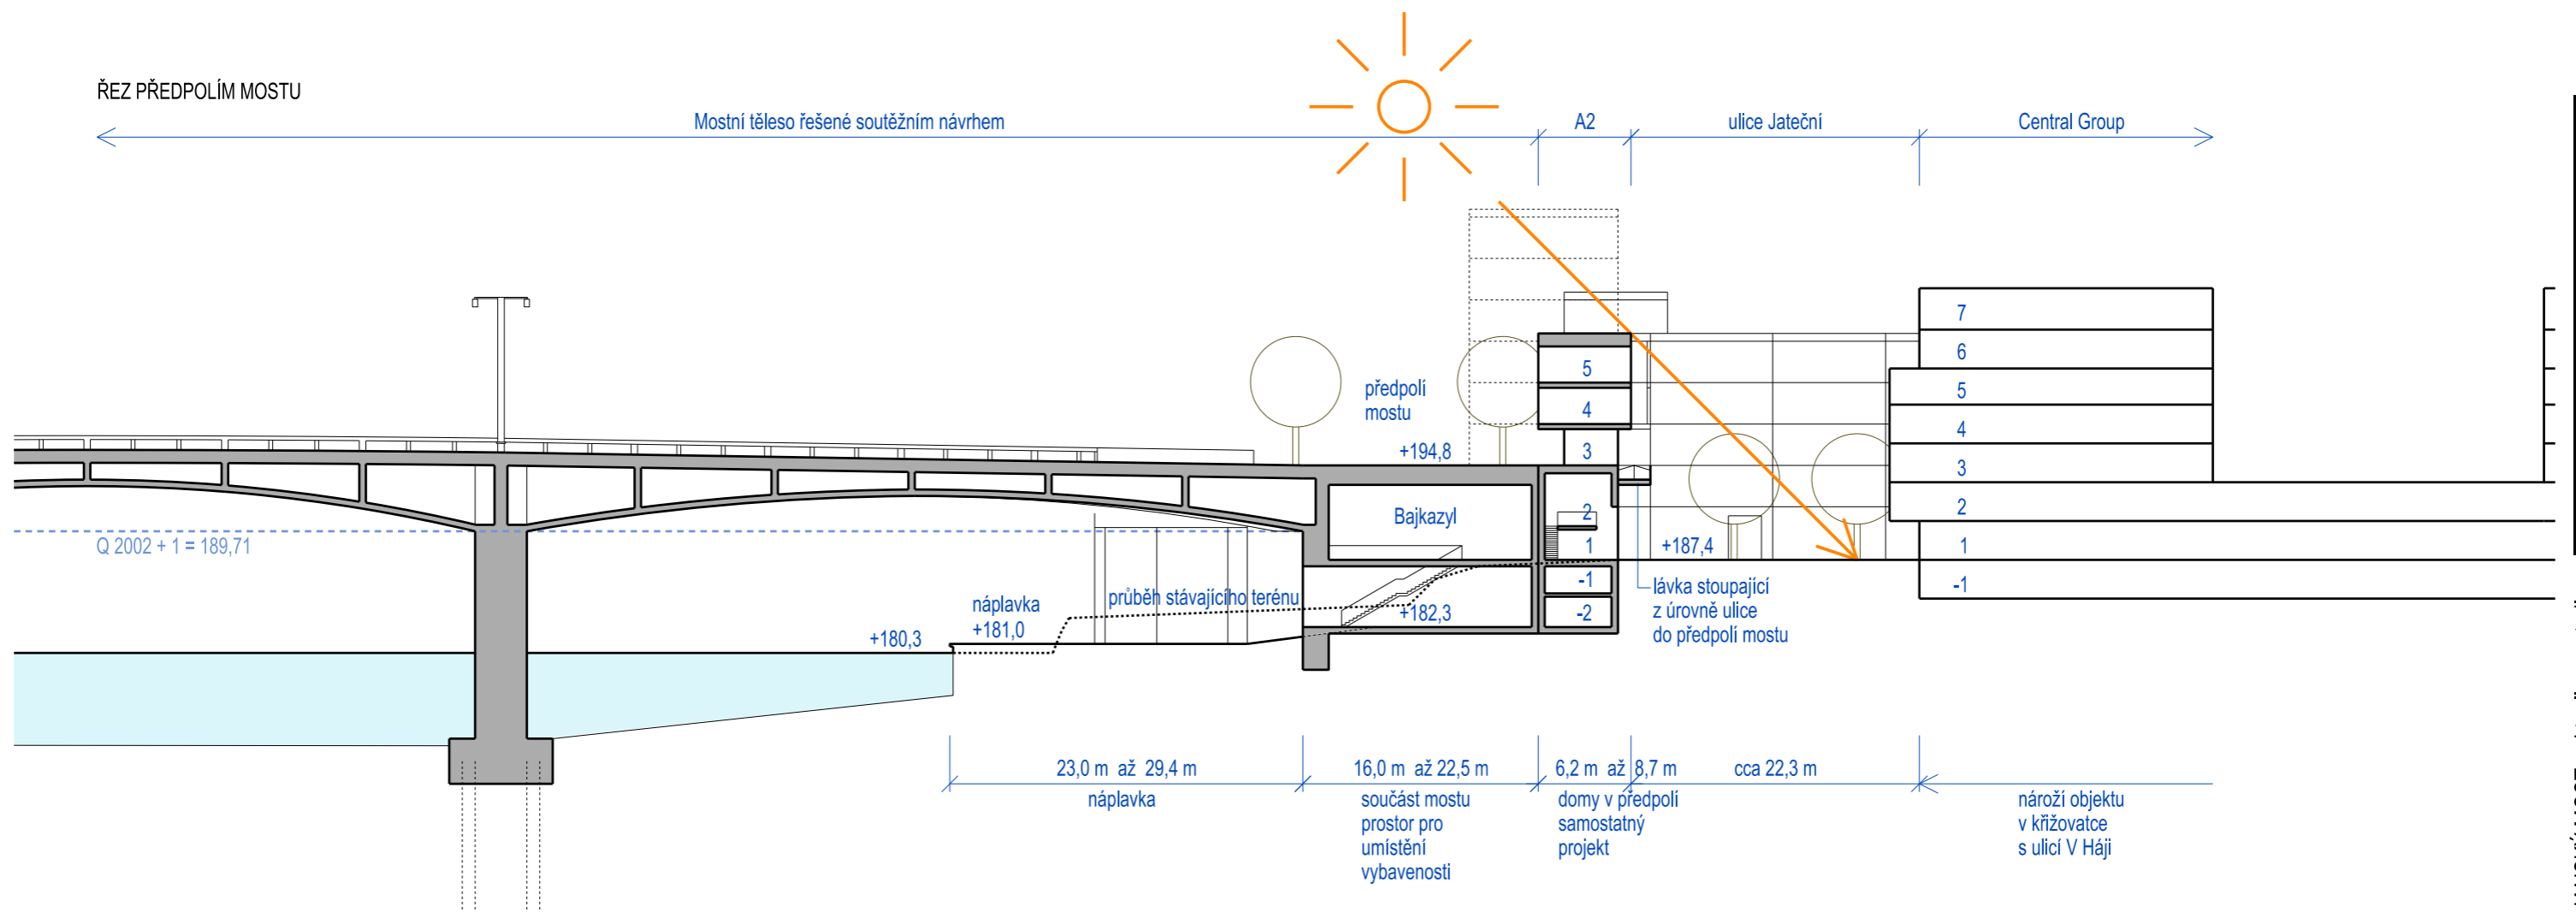 ŘEZ PŘEDPOLÍM MOSTU
Mostní těleso řešené soutěžním návrhem
A2
ulice Jateční
Central Group
7
6
5
4
3
2
1
-1
5
4
3
2
1
-1
-2
předpolí
mostu
+194,8
Bajkazyl
+187,4
Q 2002 + 1 = 189,71
průběh stávajícího terénu
náplavka
+181,0
+180,3
+182,3
lávka stoupající
z úrovně ulice
do předpolí mostu
23,0 m až 29,4 m
náplavka
16,0 m až 22,5 m
součást mostu
prostor pro
umístění
vybavenosti
6,2 m až 8,7 m
domy v předpolí
samostatný
projekt
cca 22,3 m
nároží objektu
v křižovatce
s ulicí V Háji